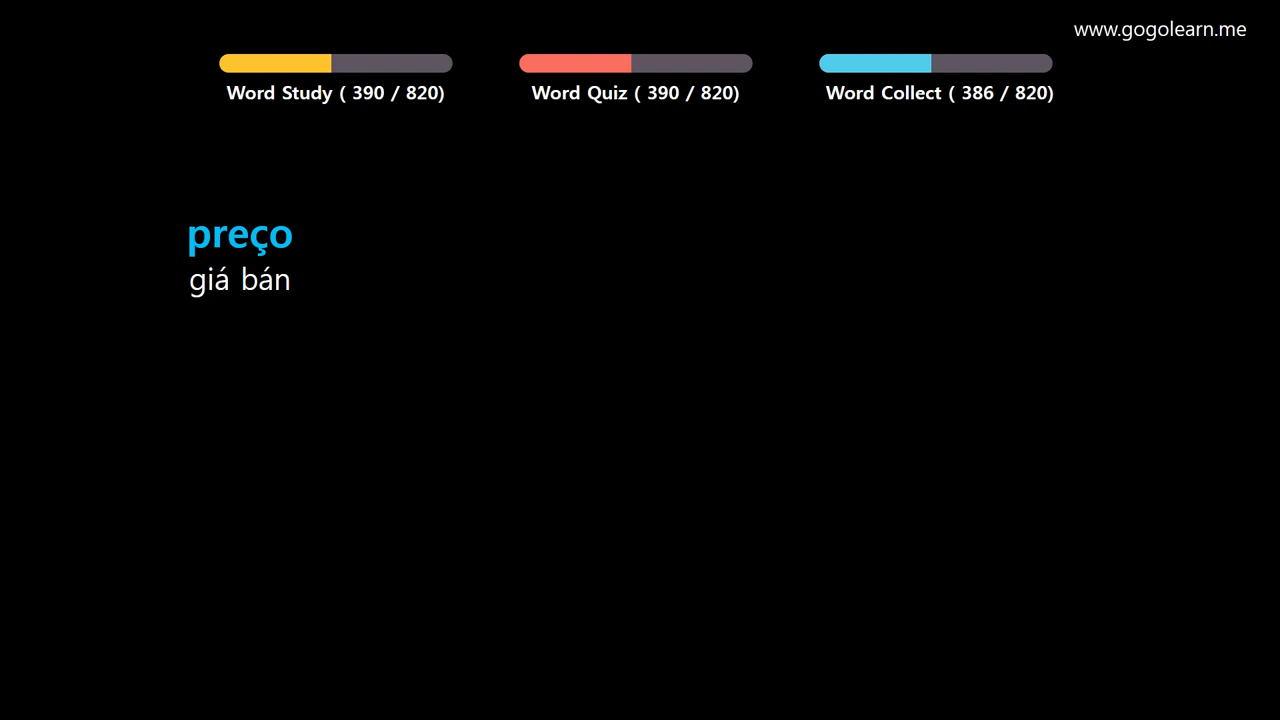 www.gogolearn.me
Word Study ( 390 / 820)
Word Quiz ( 390 / 820)
Word Collect ( 386 / 820)
preço
giá bán